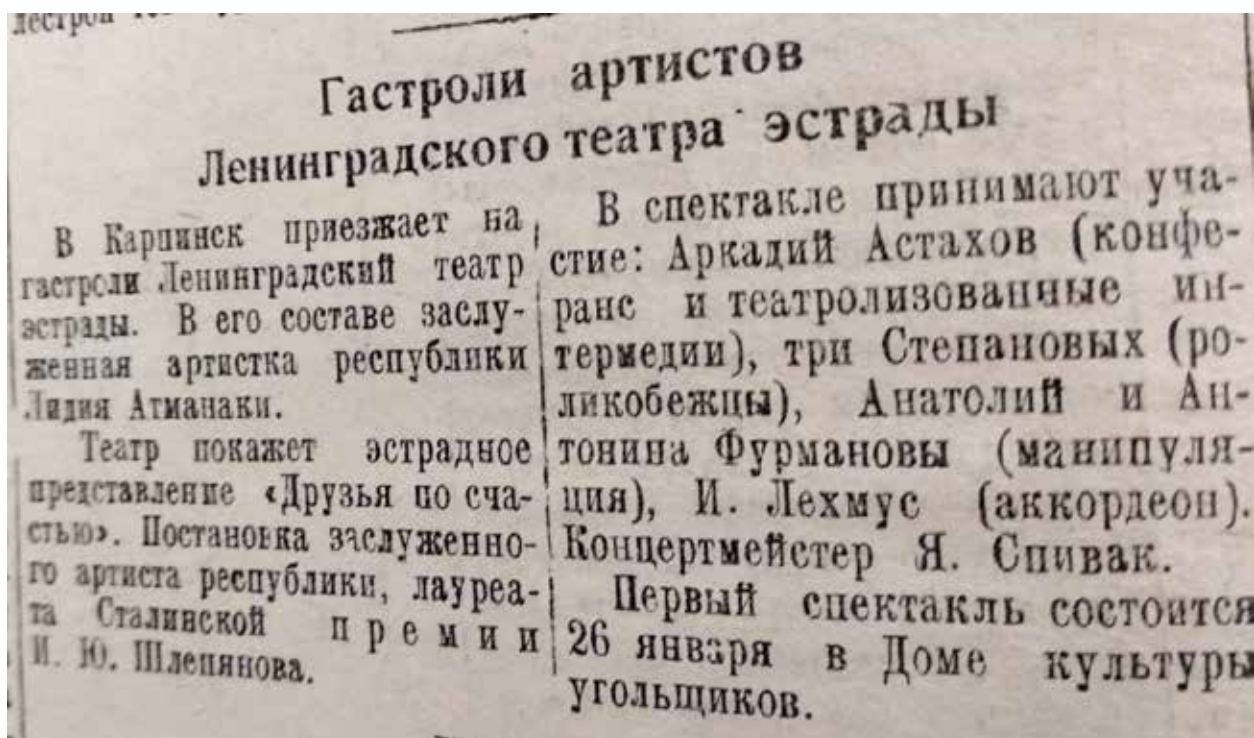 Гастроли артистов
Ленинградского театра эстрады
В Карпинск приезжает на
гастроли Ленинградский театр
эстрады. В его составе заслу-
женная артистка республики
Лидия Атманаки.
Театр покажет эстрадное
представление «Друзья по сча-
стью». Постановка заслуженно-
го артиста республики, лауреа-
та Сталинской премии
И. Ю. Шлепянова.
В спектакле принимают уча-
стие: Аркадий Астахов (конфе-
ранс и театролизованные ин-
термедии), три Степановых (ро-
ликобежцы), Анатолий и Ан-
тонина Фурмановы (манипуля-
ция), И. Лехмус (аккордеон).
Концертмейстер Я. Спивак.
Первый спектакль состоится
26 января в Доме культуры
угольщиков.